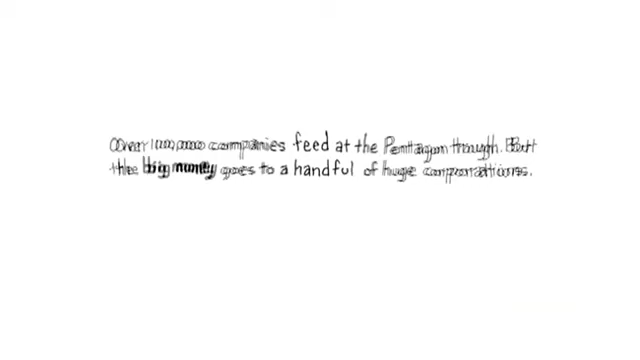 Over 100,000 companies feed at the Pentagon trough. But
the big money goes to a handful of huge corporations.